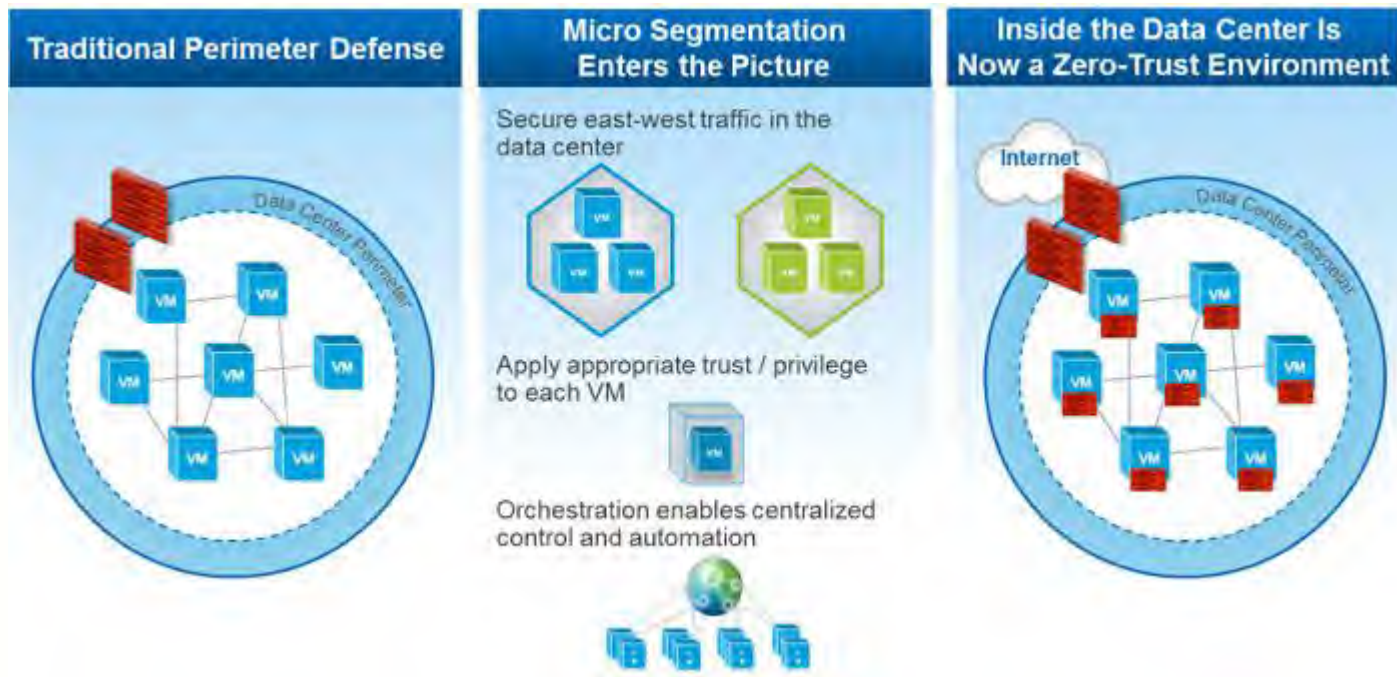 Traditional Perimeter Defense
Data Center Perimeter
VM
VM
VM
VM
VM
VM
VM
Micro Segmentation
Enters the Picture
Secure east-west traffic in the
data center
VM
VM
VM
VM
VM
VM
Apply appropriate trust / privilege
to each VM
VM
Orchestration enables centralized
control and automation
Inside the Data Center Is
Now a Zero-Trust Environment
Internet
Data Center Perimeter
VM
VM
VM
VM
VM
VM
VM